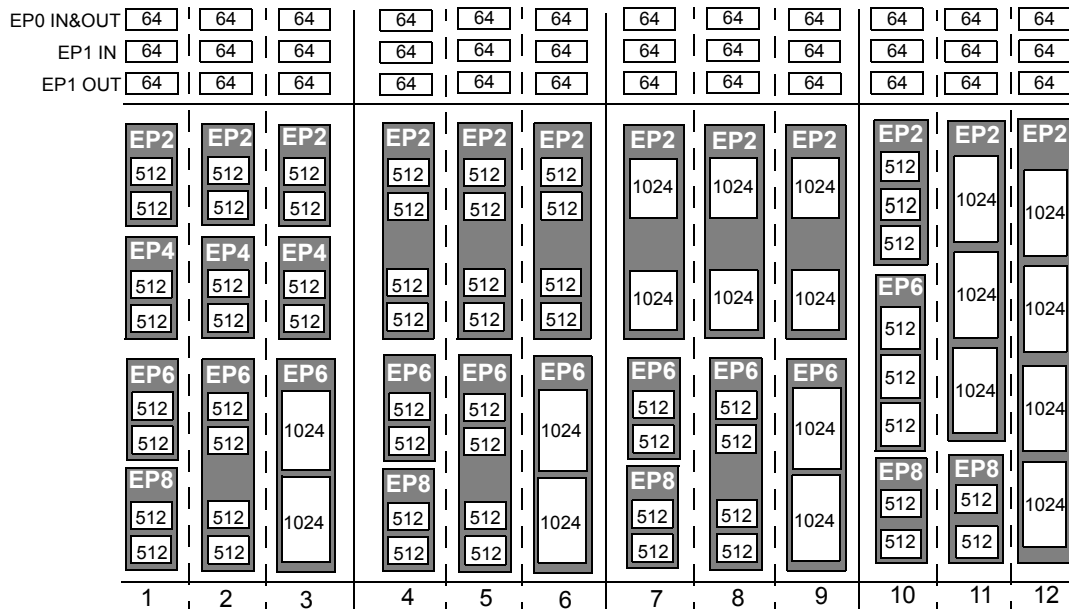 EP0 IN&OUT 64 64 64 64 64 64 64 64 64 64 64 64
EP1 IN 64 64 64 64 64 64 64 64 64 64 64 64
EP1 OUT 64 64 64 64 64 64 64 64 64 64 64 64
EP2 EP2 EP2 EP2 EP2 EP2 EP2 EP2 EP2 EP2 EP2 EP2
512 512 512 512 512 512 1024 1024 1024 512 1024 1024
512 512 512 512 512 512 512
512
EP4 EP4 EP4
512 512 512 512 512 512 1024 1024 1024 EP6 1024 1024
512 512 512 512 512 512 512
EP6 EP6 EP6 EP6 EP6 EP6 EP6 EP6 EP6 512 1024 1024
512 512 1024 512 512 1024 512 512 1024 512
512 512 512 512 512 512
EP8 EP8 EP8 EP8 EP8
512 512 1024 512 512 1024 512 512 1024 512 512 1024
512 512 512 512 512 512 512 512
1 2 3 4 5 6 7 8 9 10 11 12